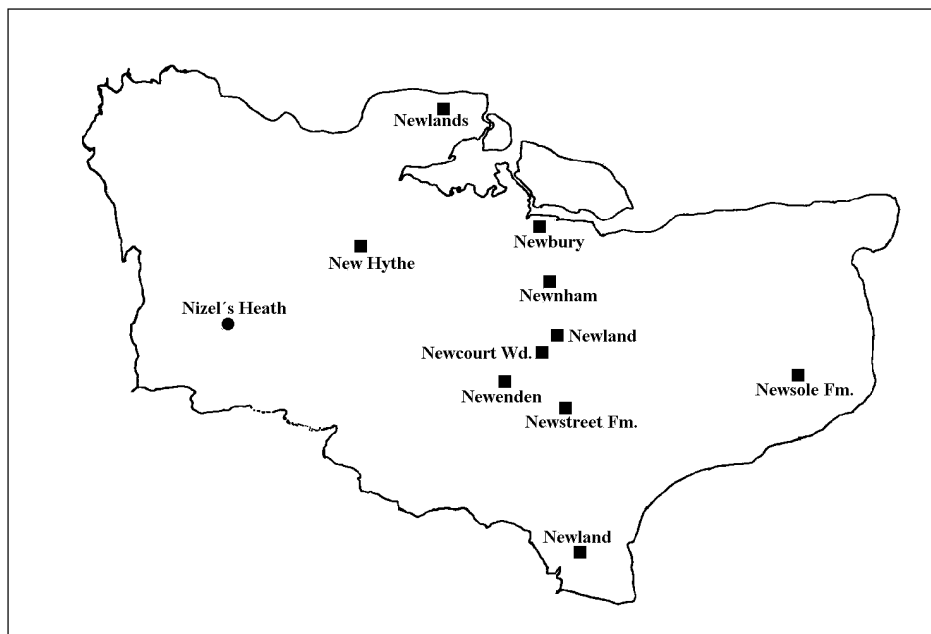 Newlands
Newbury
New Hythe
Newnham
Nizel´s Heath
Newland
Newcourt Wd.
Newenden
Newsole Fm.
Newstreet Fm.
Newland